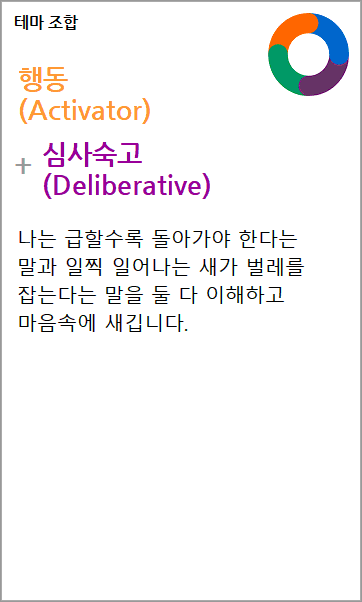 테마 조합
행동
(Activator)
+ 심사숙고
(Deliberative)
나는 급할수록 돌아가야 한다는
말과 일찍 일어나는 새가 벌레를
잡는다는 말을 둘 다 이해하고
마음속에 새깁니다.